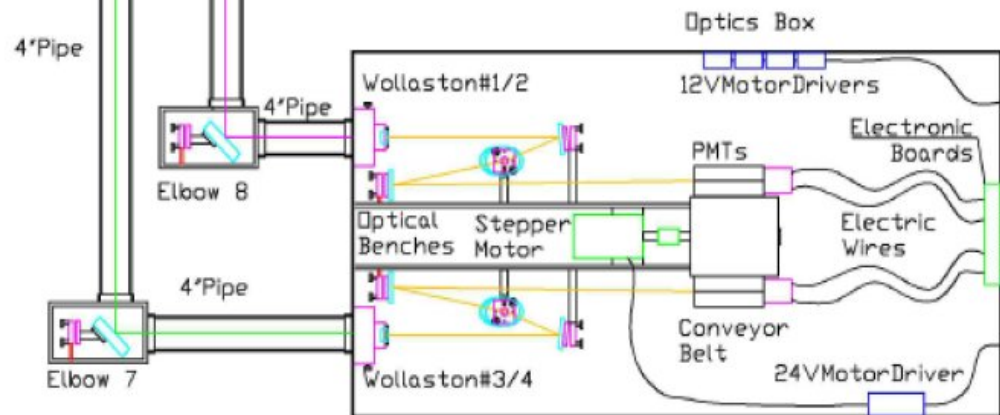 Optics Box
4"Pipe
Wollaston#1/2
12VMotorDrivers
4"Pipe
Electronic
Boards
PMTs
Elbow 8
Optical
Benches
Stepper
Motor
Electric
Wires
4"Pipe
Conveyor
Belt
Elbow 7
Wollaston#3/4
24VMotorDriver